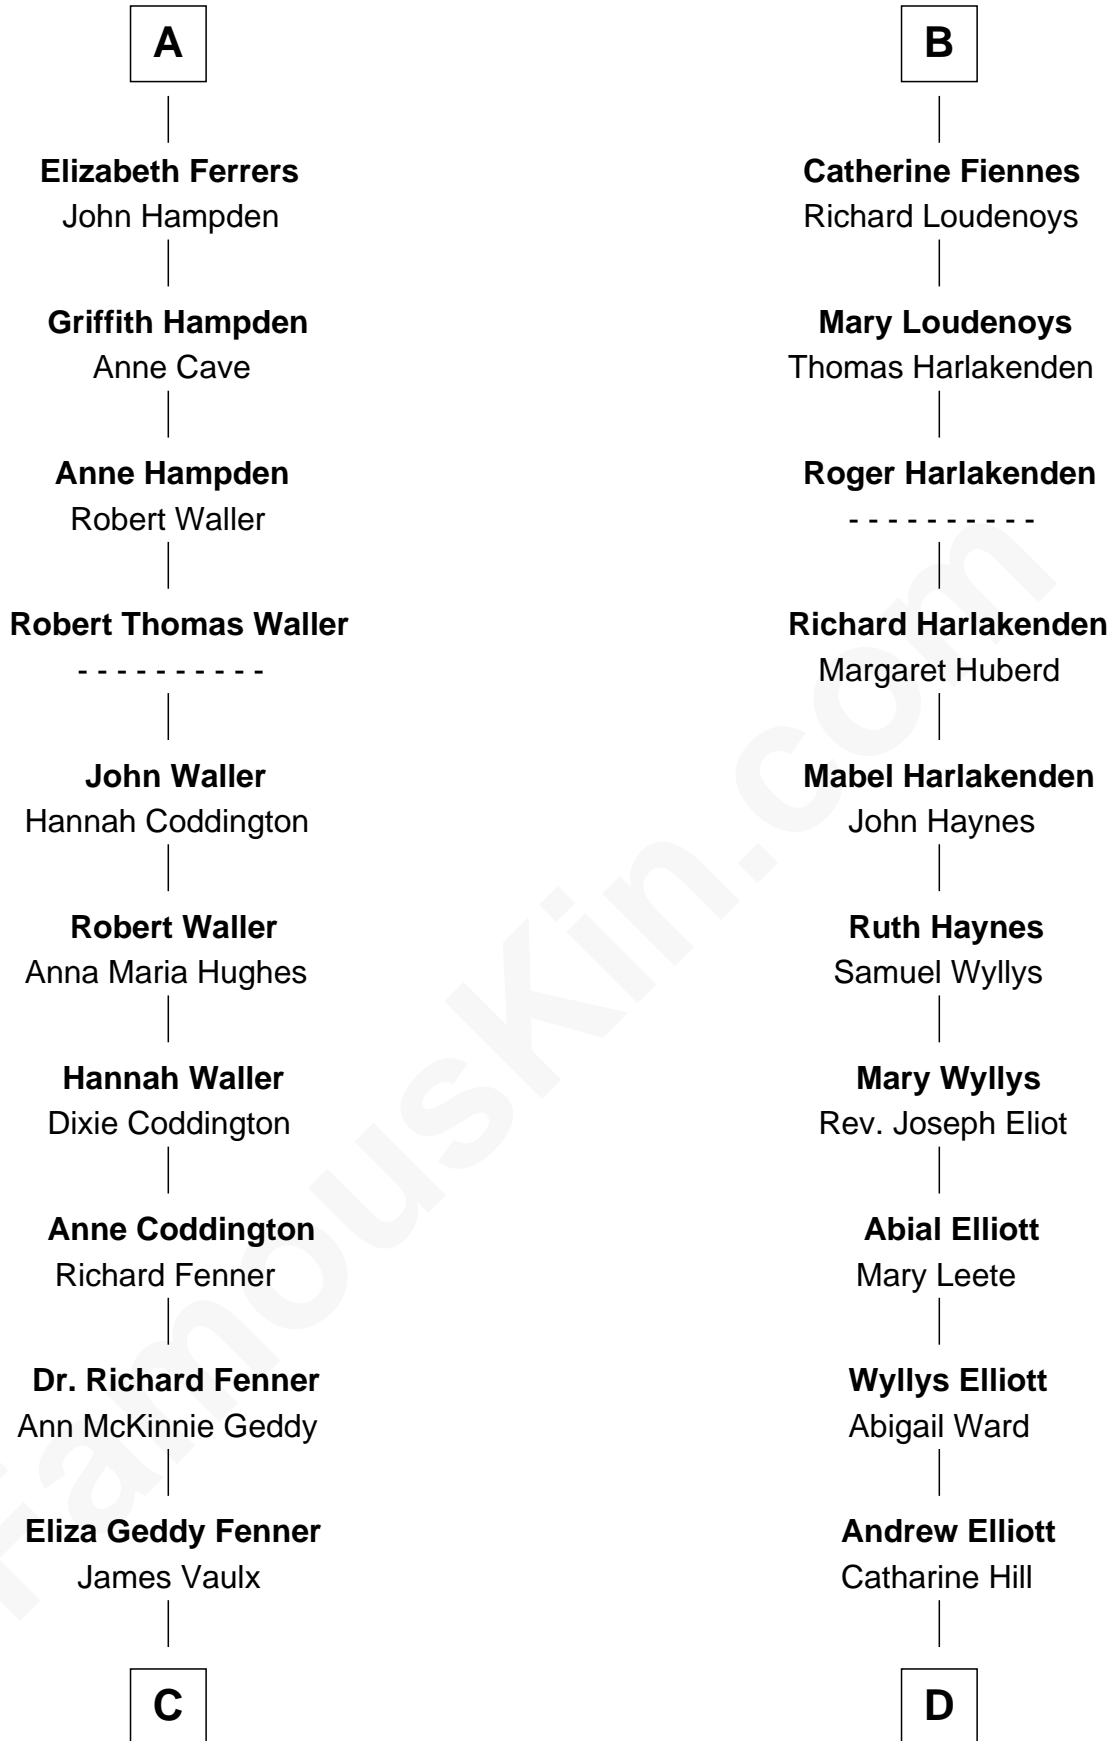 A
Elizabeth Ferrers
John Hampden
Griffith Hampden
Anne Cave
Anne Hampden
Robert Waller
Robert Thomas Waller
- - - - - - - - - -
John Waller
Hannah Coddington
Robert Waller
Anna Maria Hughes
Hannah Waller
Dixie Coddington
Anne Coddington
Richard Fenner
Dr. Richard Fenner
Ann McKinnie Geddy
Eliza Geddy Fenner
James Vaulx
C
B
Catherine Fiennes
Richard Loudenoys
Mary Loudenoys
Thomas Harlakenden
Roger Harlakenden
- - - - - - - - - -
Richard Harlakenden
Margaret Huberd
Mabel Harlakenden
John Haynes
Ruth Haynes
Samuel Wyllys
Mary Wyllys
Rev. Joseph Eliot
Abial Elliott
Mary Leete
Wyllys Elliott
Abigail Ward
Andrew Elliott
Catharine Hill
D
FamousKin.com